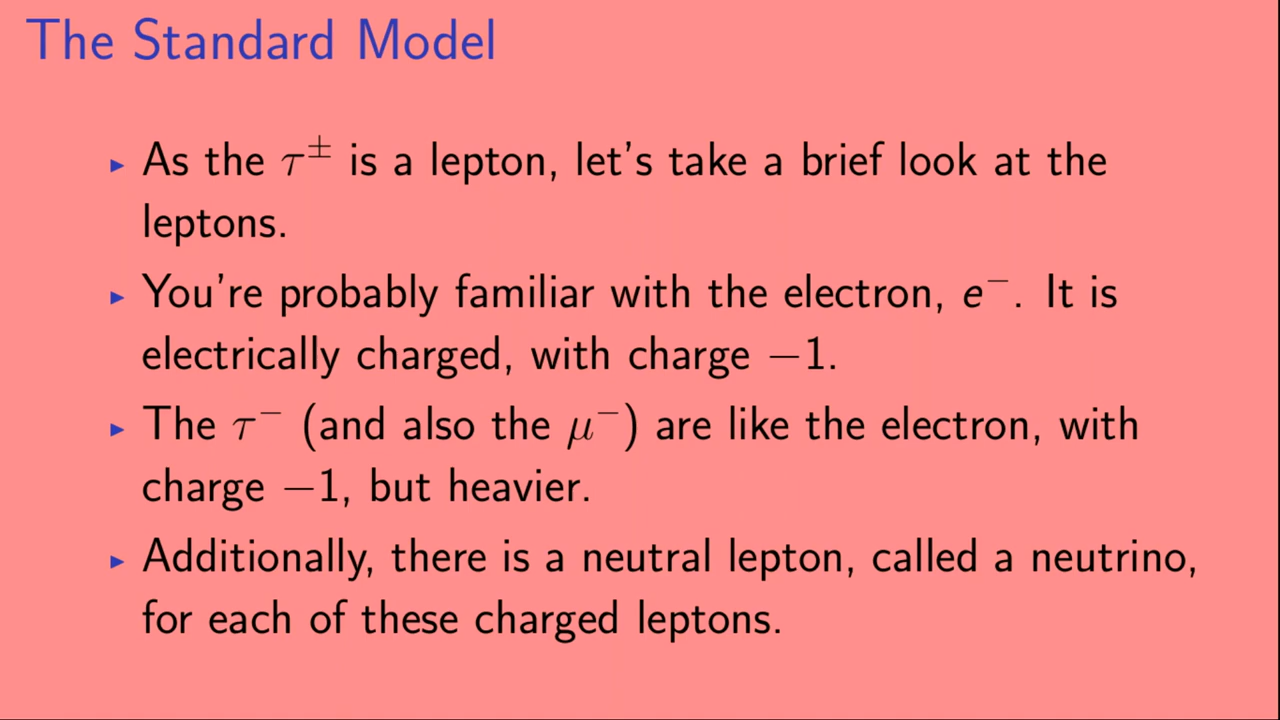 The Standard Model
▸ As the τ± is a lepton, let's take a brief look at the
leptons.
▸ You're probably familiar with the electron, e⁻. It is
electrically charged, with charge −1.
▸ The τ⁻ (and also the μ⁻) are like the electron, with
charge −1, but heavier.
▸ Additionally, there is a neutral lepton, called a neutrino,
for each of these charged leptons.